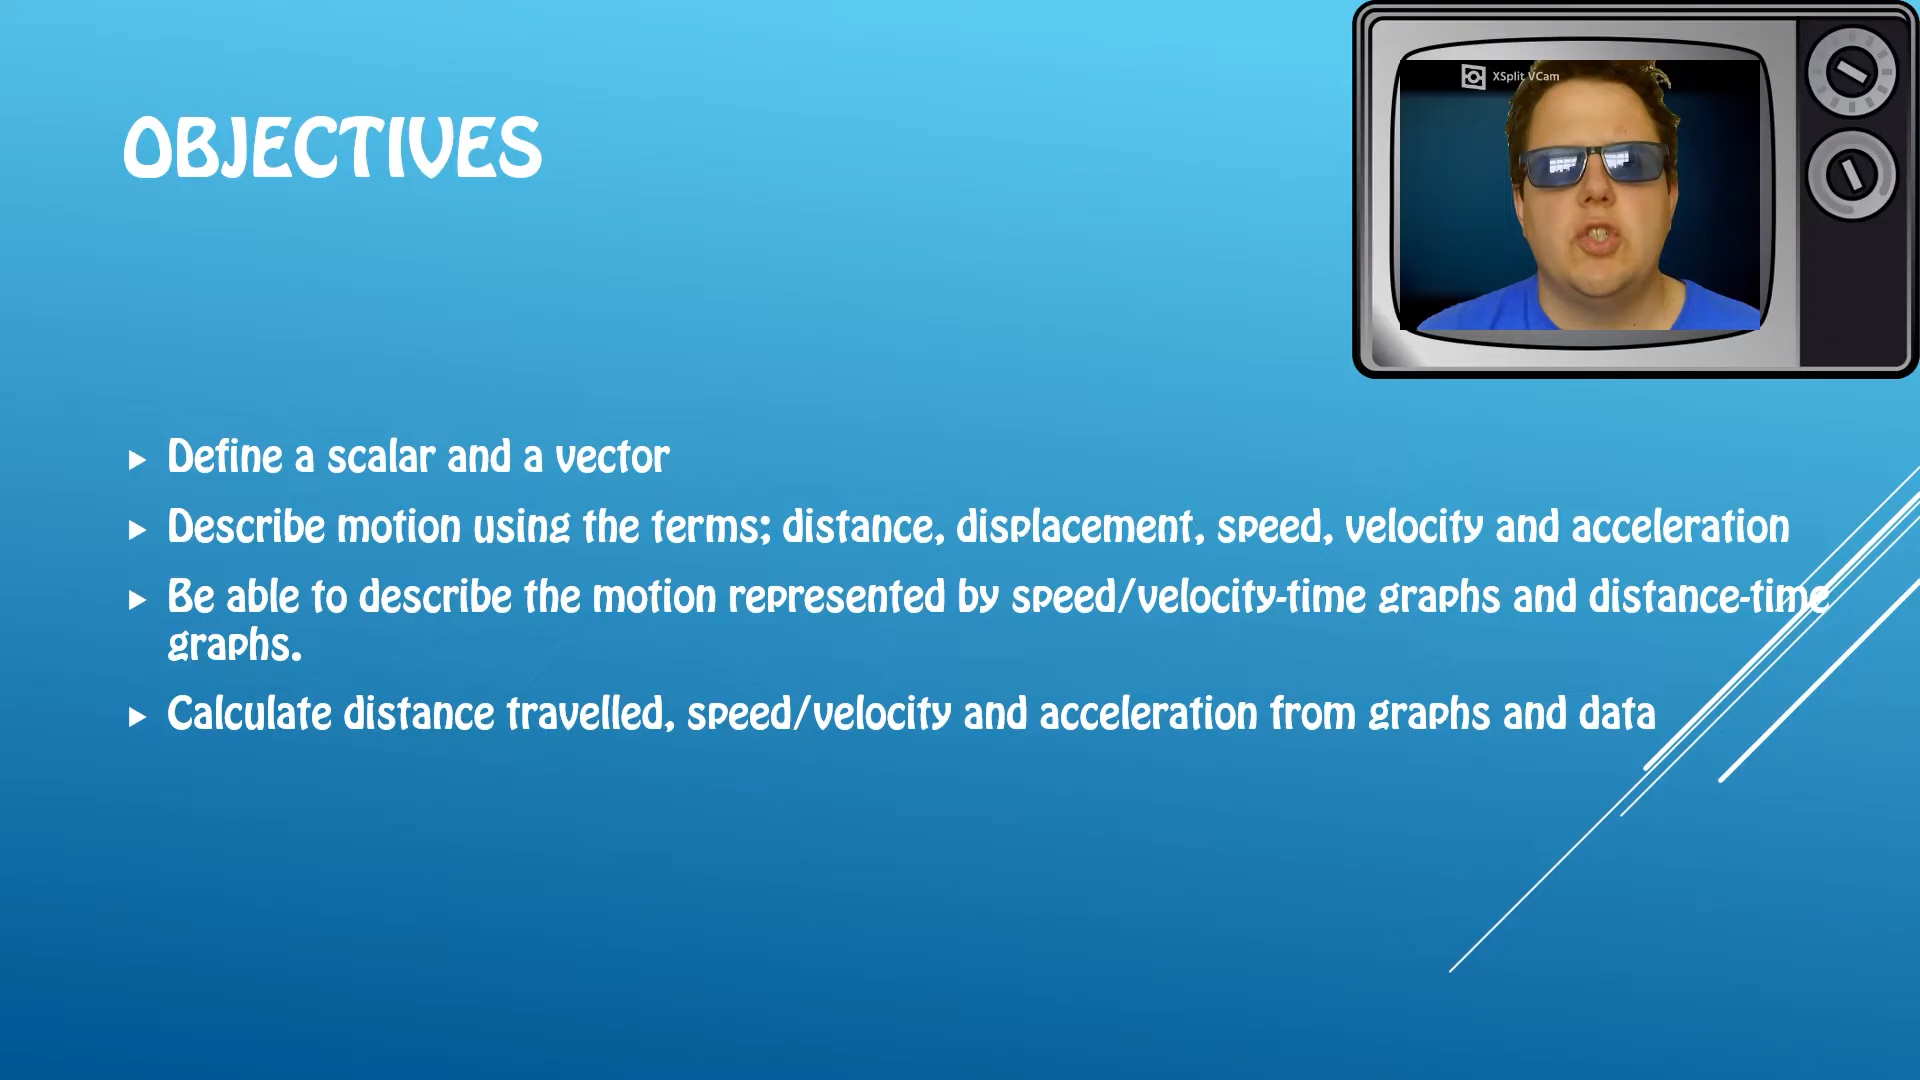 XSplit VCam
OBJECTIVES
Define a scalar and a vector
Describe motion using the terms; distance, displacement, speed, velocity and acceleration
Be able to describe the motion represented by speed/velocity-time graphs and distance-time
graphs.
Calculate distance travelled, speed/velocity and acceleration from graphs and data